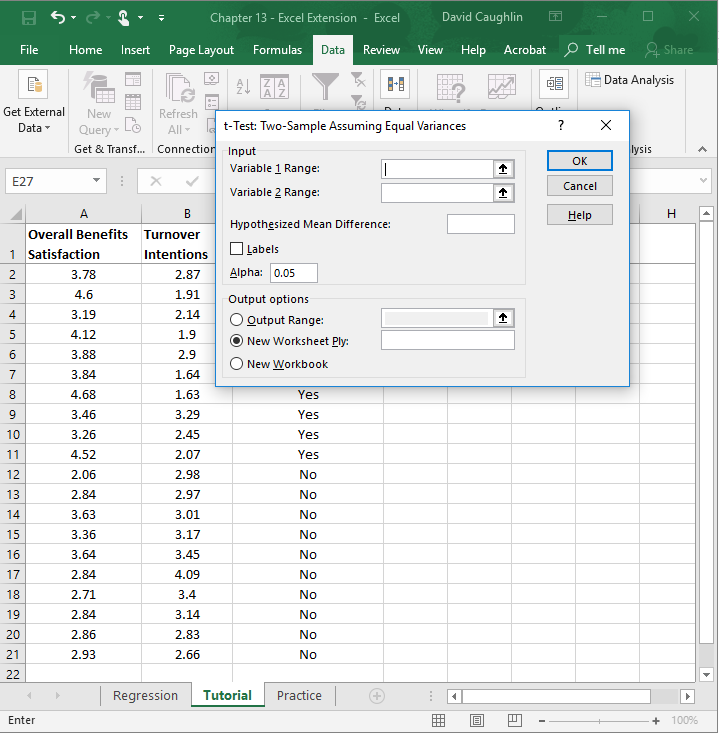 Chapter 13 - Excel Extension - Excel David Caughlin
File Home Insert Page Layout Formulas Data Review View Help Acrobat Tell me Share
Get External Data
New Query
Get & Transf...
Refresh All
Connection
Data Analysis
lysis
t-Test: Two-Sample Assuming Equal Variances ?
Input
Variable 1 Range:
Variable 2 Range:
Hypothesized Mean Difference:
Labels
Alpha: 0.05
Output options
Output Range:
New Worksheet Ply:
New Workbook
OK
Cancel
Help
E27
A B H
1 Overall Benefits Satisfaction Turnover Intentions
2 3.78 2.87
3 4.6 1.91
4 3.19 2.14
5 4.12 1.9
6 3.88 2.9
7 3.84 1.64
8 4.68 1.63 Yes
9 3.46 3.29 Yes
10 3.26 2.45 Yes
11 4.52 2.07 Yes
12 2.06 2.98 No
13 2.84 2.97 No
14 3.63 3.01 No
15 3.36 3.17 No
16 3.64 3.45 No
17 2.84 4.09 No
18 2.71 3.4 No
19 2.84 3.14 No
20 2.86 2.83 No
21 2.93 2.66 No
22
Regression Tutorial Practice
Enter 100%